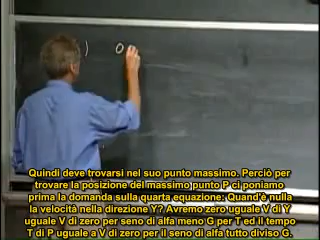 ) o
Quindi deve trovarsi nel suo punto massimo. Perciò per
trovare la posizione del massimo punto P ci poniamo
prima la domanda sulla quarta equazione: Quand'è nulla
la velocità nella direzione Y? Avremo zero uguale V di Y
uguale V di zero per seno di alfa meno G per T ed il tempo
T di P uguale a V di zero per il seno di alfa tutto diviso G.